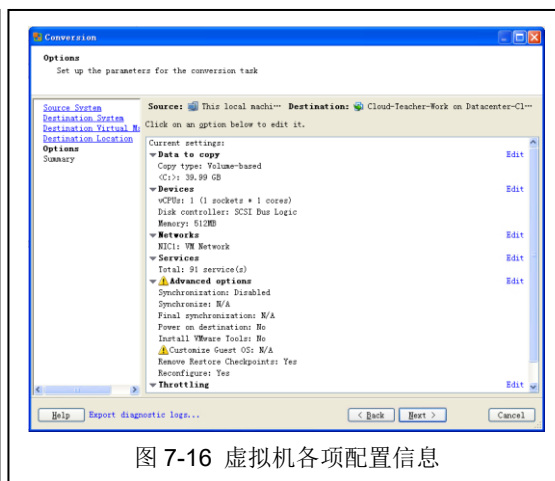 Conversion
Options
Set up the parameters for the conversion task
Source System
Destination System
Destination Virtual M
Destination Location
Options
Summary
Source: This local machi… Destination: Cloud-Teacher-Work on Datacenter-Cl…
Click on an option below to edit it.
Current settings:
Data to copy Edit
Copy type: Volume-based
<C:>: 39.99 GB
Devices Edit
vCPUs: 1 (1 sockets * 1 cores)
Disk controller: SCSI Bus Logic
Memory: 512MB
Networks Edit
NIC1: VM Network
Services Edit
Total: 91 service(s)
Advanced options Edit
Synchronization: Disabled
Synchronize: N/A
Final synchronization: N/A
Power on destination: No
Install VMware Tools: No
Customize Guest OS: N/A
Remove Restore Checkpoints: Yes
Reconfigure: Yes
Throttling Edit
Help Export diagnostic logs... < Back Next > Cancel
图 7-16 虚拟机各项配置信息